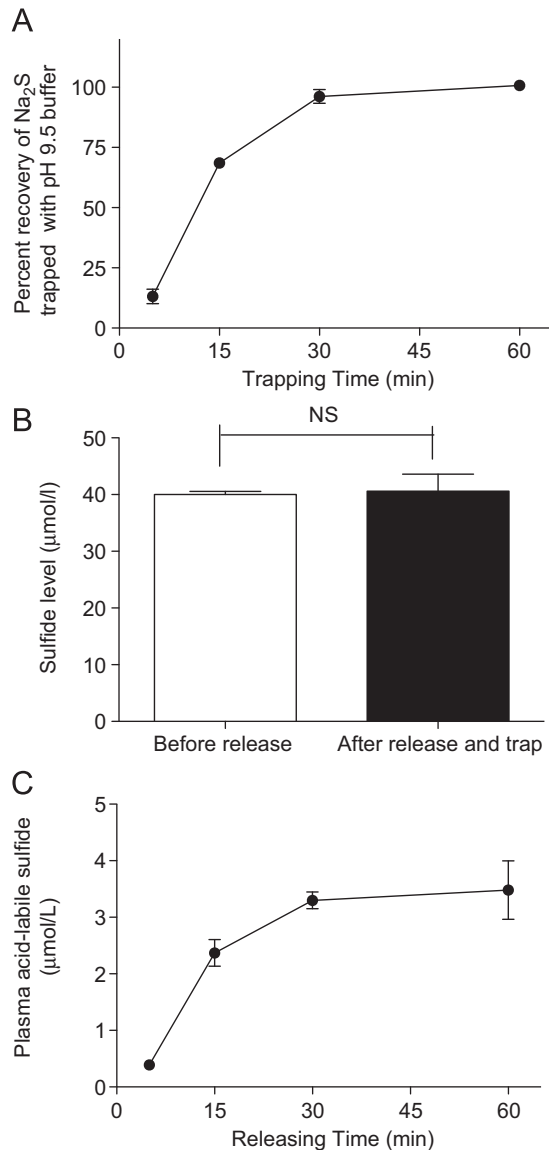 A
Percent recovery of Na₂S
trapped with pH 9.5 buffer
100
75
50
25
0
0 15 30 45 60
Trapping Time (min)
B
NS
Sulfide level (μmol/l)
50
40
30
20
10
0
Before release After release and trap
C
Plasma acid-labile sulfide
(μmol/L)
5
4
3
2
1
0
0 15 30 45 60
Releasing Time (min)